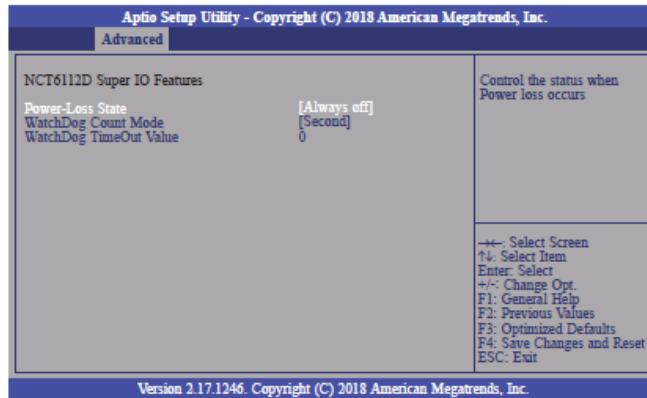 Aptio Setup Utility - Copyright (C) 2018 American Megatrends, Inc.
Advanced
NCT6112D Super IO Features
Power-Loss State [Always off]
WatchDog Count Mode [Second]
WatchDog TimeOut Value 0
Control the status when
Power loss occurs
→←: Select Screen
↑↓: Select Item
Enter: Select
+/-: Change Opt.
F1: General Help
F2: Previous Values
F3: Optimized Defaults
F4: Save Changes and Reset
ESC: Exit
Version 2.17.1246. Copyright (C) 2018 American Megatrends, Inc.